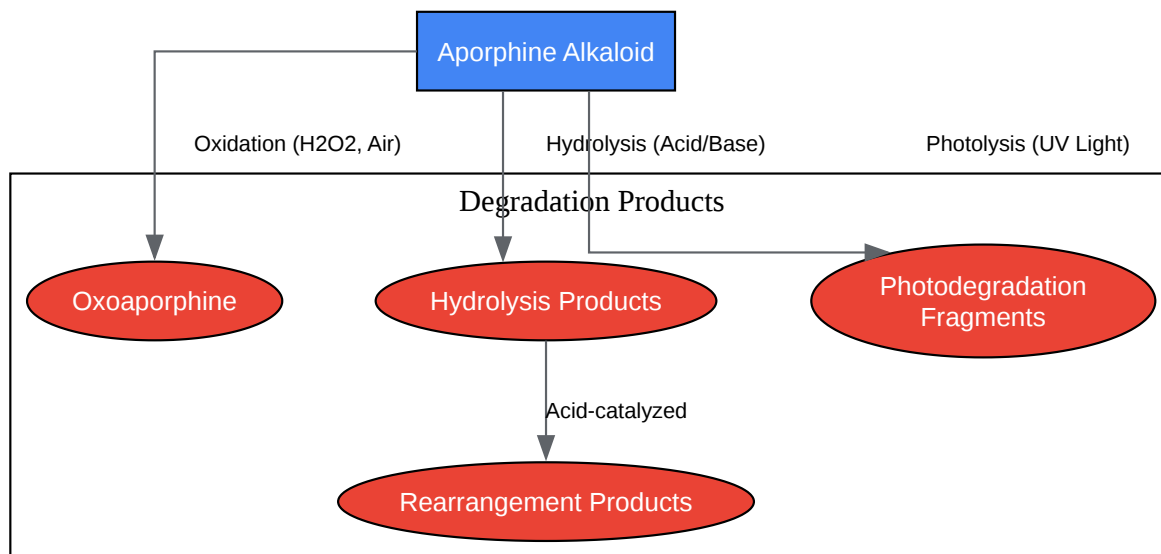 Aporphine Alkaloid
Oxidation (H2O2, Air)
Hydrolysis (Acid/Base)
Photolysis (UV Light)
Degradation Products
Oxoaporphine
Hydrolysis Products
Photodegradation
Fragments
Acid-catalyzed
Rearrangement Products